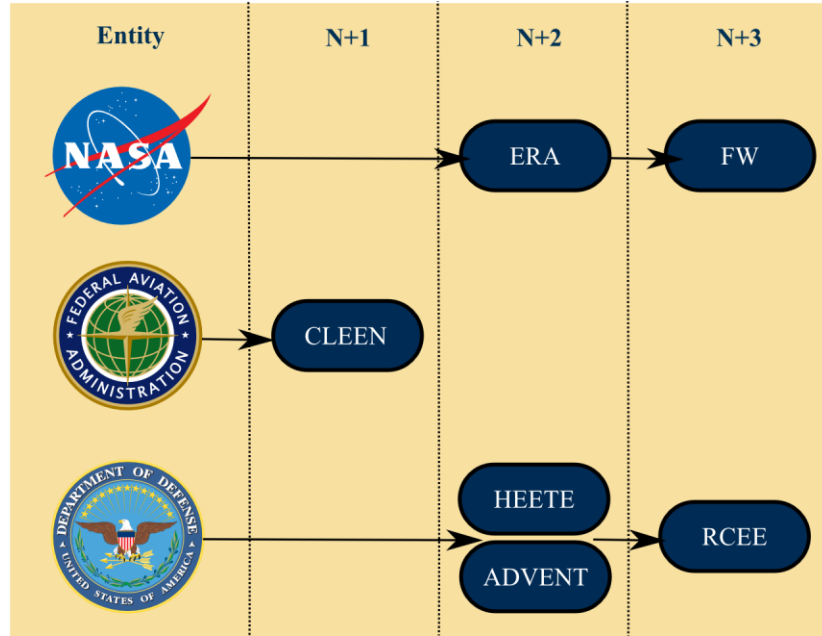 Entity N+1 N+2 N+3
NASA ERA FW
FEDERAL AVIATION
ADMINISTRATION
CLEEN
DEPARTMENT OF DEFENSE
UNITED STATES OF AMERICA
HEETE
ADVENT
RCEE